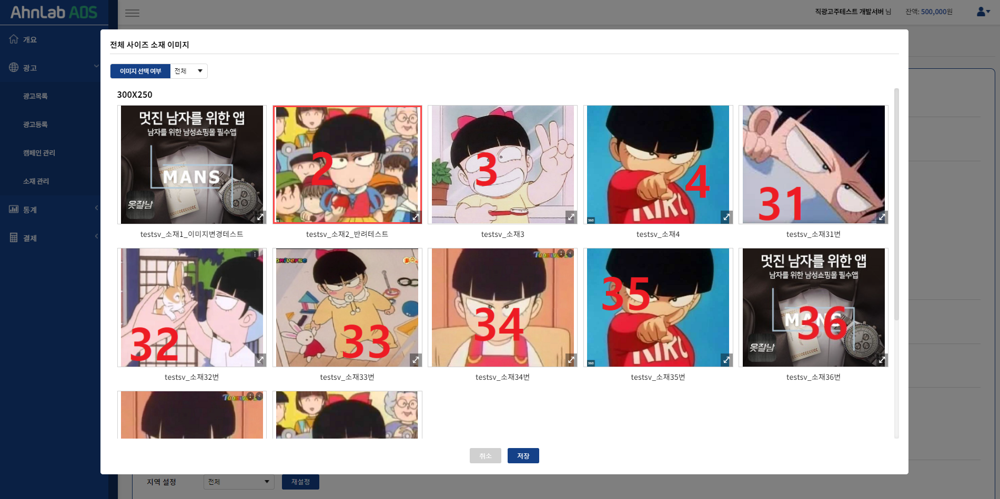 AhnLab ADS
직광고주테스트 개발서버 님
잔액: 500,000원
개요
광고
광고목록
광고등록
캠페인 관리
소재 관리
통계
결제
전체 사이즈 소재 이미지
이미지 선택 여부
전체
300X250
멋진 남자를 위한 앱
남자를 위한 남성쇼핑몰 필수앱
MANS
옷잘남
2
3
4
KIKC
360
31
testsv_소재1_이미지변경테스트
testsv_소재2_반려테스트
testsv_소재3
testsv_소재4
testsv_소재31번
32
ooniverse
33
34
35
KIKC
360
멋진 남자를 위한 앱
남자를 위한 남성쇼핑몰 필수앱
MANS
36
옷잘남
testsv_소재32번
testsv_소재33번
testsv_소재34번
testsv_소재35번
testsv_소재36번
취소
저장
지역 설정
전체
재설정